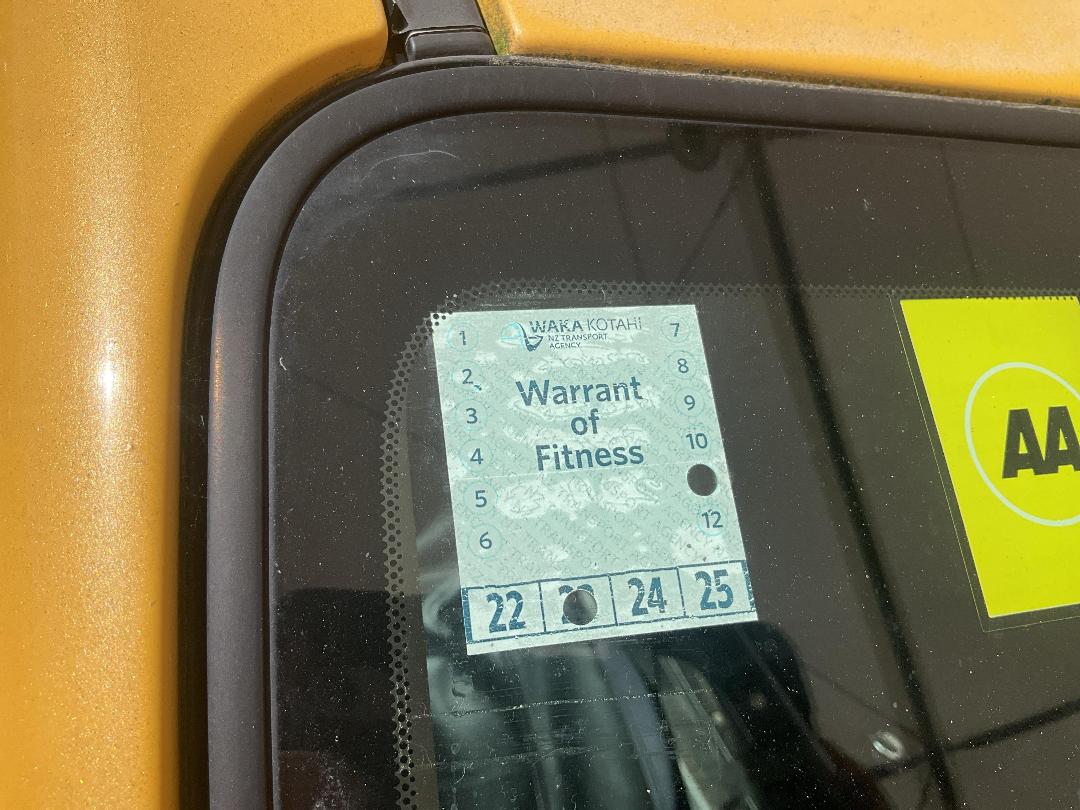 WAKA KOTAHI
NZ TRANSPORT
AGENCY
Warrant
of
Fitness
1
2
3
4
5
6
7
8
9
10
12
22 24 25
AA